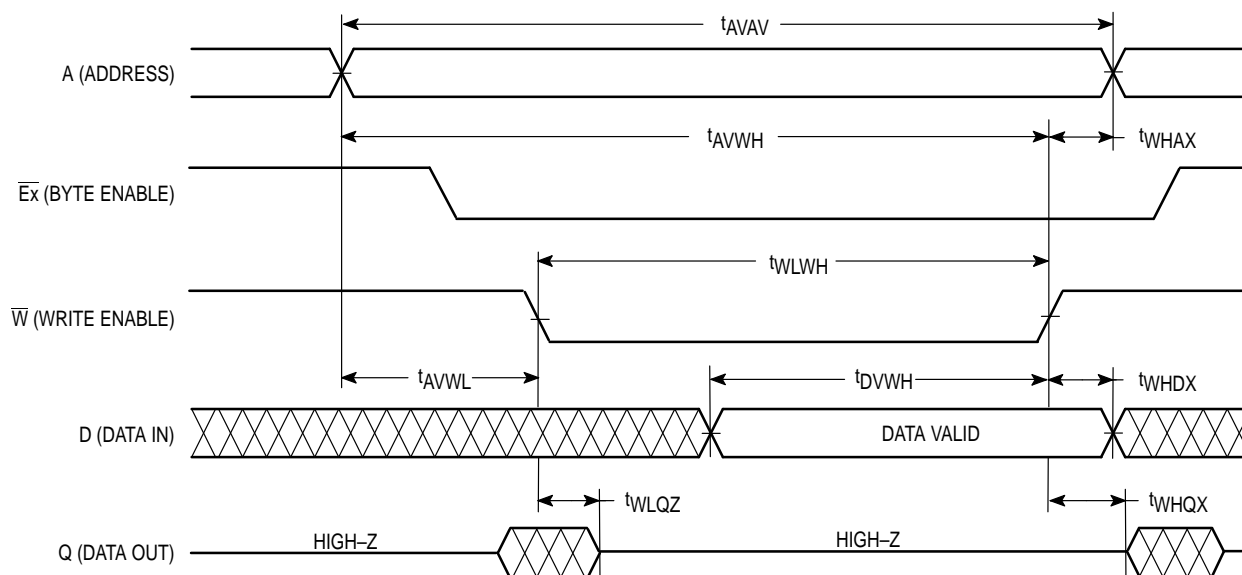 tAVAV
A (ADDRESS)
tAVWH
tWHAX
Ex (BYTE ENABLE)
tWLWH
W (WRITE ENABLE)
tAVWL
tDVWH
tWHDX
D (DATA IN)
DATA VALID
tWLQZ
tWHQX
Q (DATA OUT)
HIGH–Z
HIGH–Z